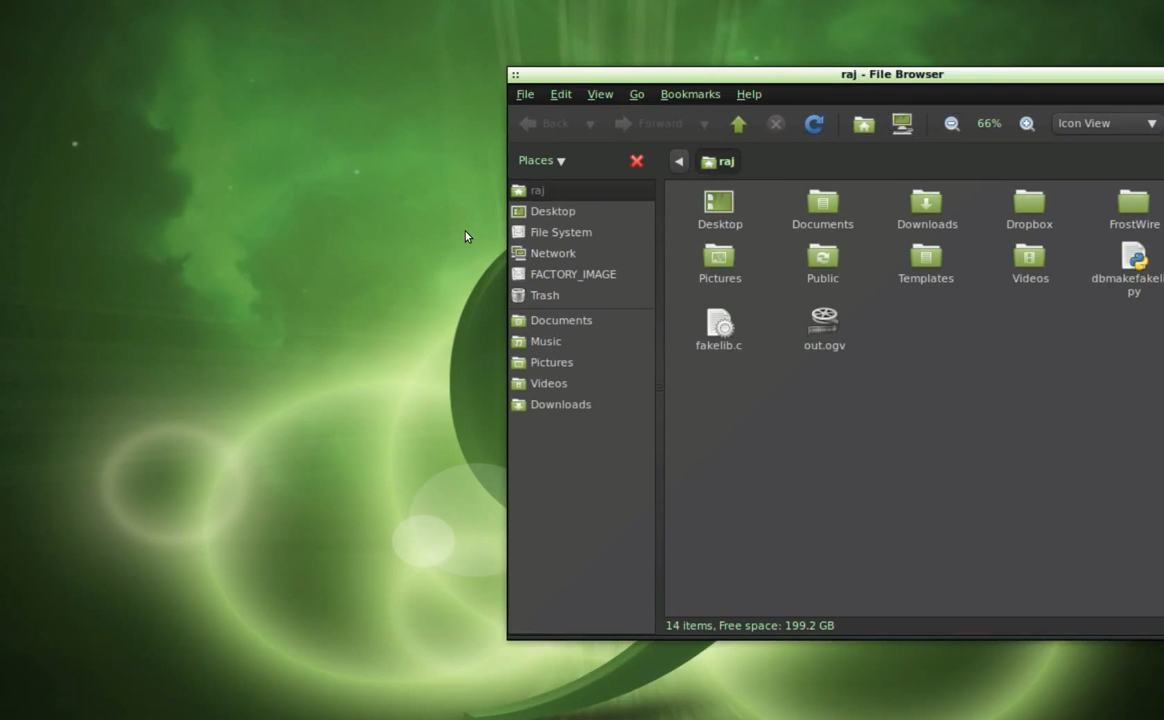 raj - File Browser
File Edit View Go Bookmarks Help
Back Forward 66% Icon View
Places raj
raj
Desktop
File System
Network
FACTORY_IMAGE
Trash
Documents
Music
Pictures
Videos
Downloads
Desktop Documents Downloads Dropbox FrostWire
Pictures Public Templates Videos dbmakefakeli
py
fakelib.c out.ogv
14 items, Free space: 199.2 GB